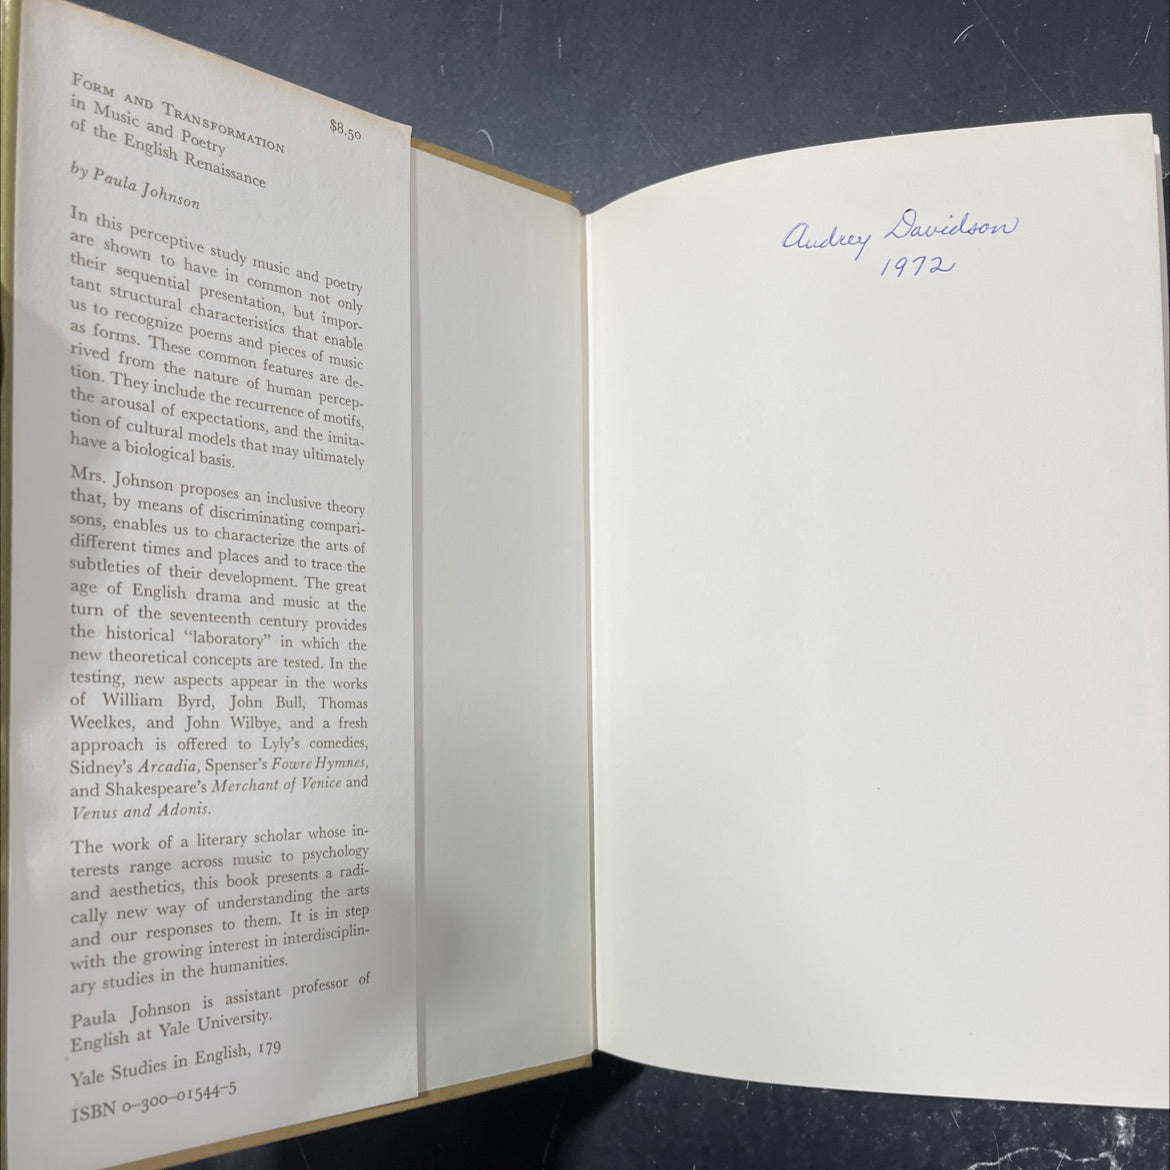 FORM AND TRANSFORMATION
in Music and Poetry
of the English Renaissance
$8.50
by Paula Johnson
In this perceptive study music and poetry
are shown to have in common not only
their sequential presentation, but impor-
tant structural characteristics that enable
us to recognize poems and pieces of music
as forms. These common features are de-
rived from the nature of human percep-
tion. They include the recurrence of motifs,
the arousal of expectations, and the imita-
tion of cultural models that may ultimately
have a biological basis.
Mrs. Johnson proposes an inclusive theory
that, by means of discriminating compari-
sons, enables us to characterize the arts of
different times and places and to trace the
subtleties of their development. The great
age of English drama and music at the
turn of the seventeenth century provides
the historical “laboratory” in which the
new theoretical concepts are tested. In the
testing, new aspects appear in the works
of William Byrd, John Bull, Thomas
Weelkes, and John Wilbye, and a fresh
approach is offered to Lyly's comedies,
Sidney's Arcadia, Spenser's Fowre Hymnes,
and Shakespeare's Merchant of Venice and
Venus and Adonis.
The work of a literary scholar whose in-
terests range across music to psychology
and aesthetics, this book presents a radi-
cally new way of understanding the arts
and our responses to them. It is in step
with the growing interest in interdisciplin-
ary studies in the humanities.
Paula Johnson is assistant professor of
English at Yale University.
Yale Studies in English, 179
ISBN 0–300–01544–5
Audrey Davidson
1972